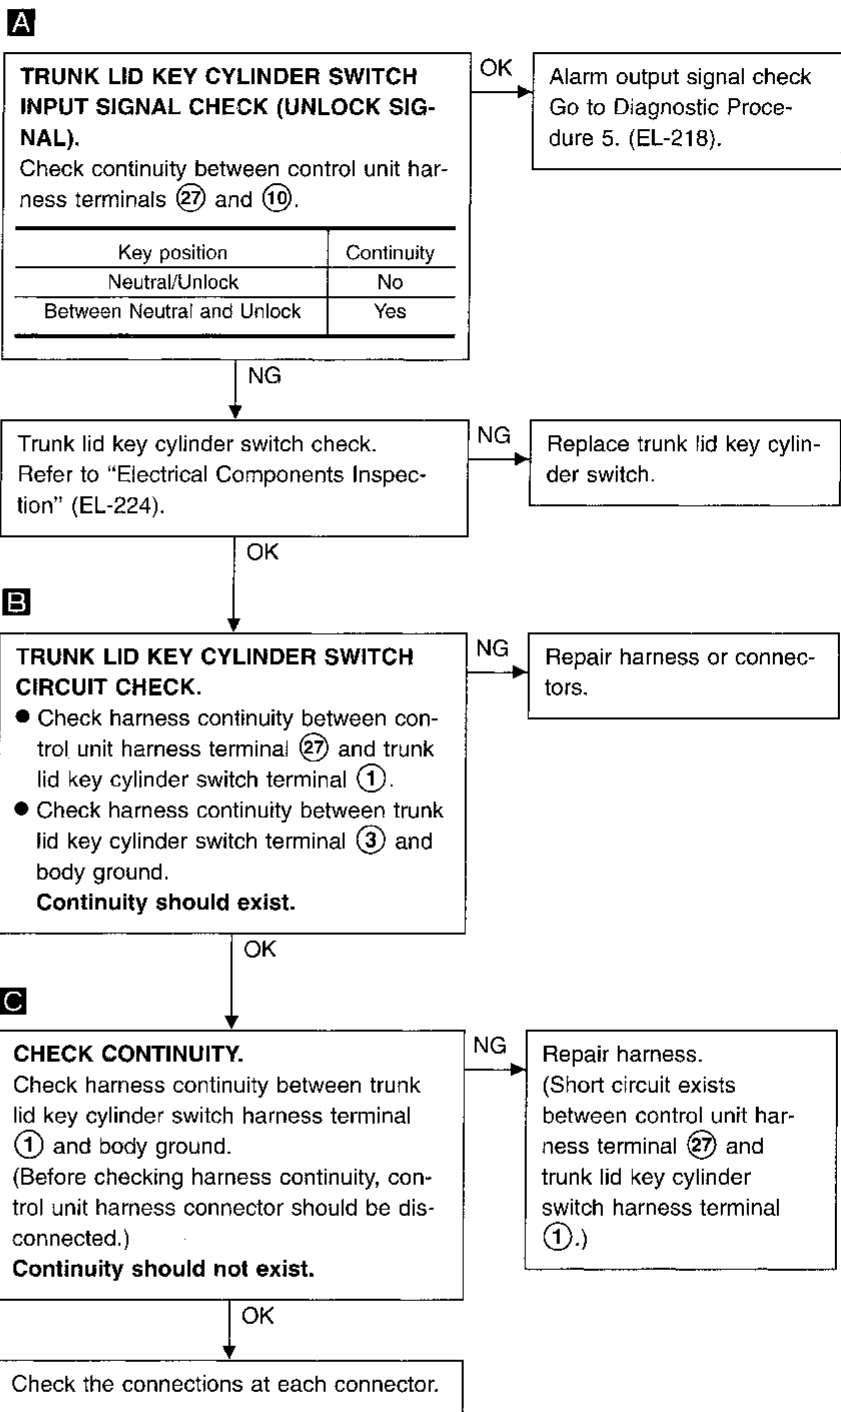 A
TRUNK LID KEY CYLINDER SWITCH
INPUT SIGNAL CHECK (UNLOCK SIG-
NAL).
Check continuity between control unit har-
ness terminals ㉗ and ⑩.
Key position Continuity
Neutral/Unlock No
Between Neutral and Unlock Yes
OK
Alarm output signal check
Go to Diagnostic Proce-
dure 5. (EL-218).
NG
Trunk lid key cylinder switch check.
Refer to “Electrical Components Inspec-
tion” (EL-224).
NG
Replace trunk lid key cylin-
der switch.
OK
B
TRUNK LID KEY CYLINDER SWITCH
CIRCUIT CHECK.
● Check harness continuity between con-
trol unit harness terminal ㉗ and trunk
lid key cylinder switch terminal ①.
● Check harness continuity between trunk
lid key cylinder switch terminal ③ and
body ground.
Continuity should exist.
NG
Repair harness or connec-
tors.
OK
C
CHECK CONTINUITY.
Check harness continuity between trunk
lid key cylinder switch harness terminal
① and body ground.
(Before checking harness continuity, con-
trol unit harness connector should be dis-
connected.)
Continuity should not exist.
NG
Repair harness.
(Short circuit exists
between control unit har-
ness terminal ㉗ and
trunk lid key cylinder
switch harness terminal
①.)
OK
Check the connections at each connector.